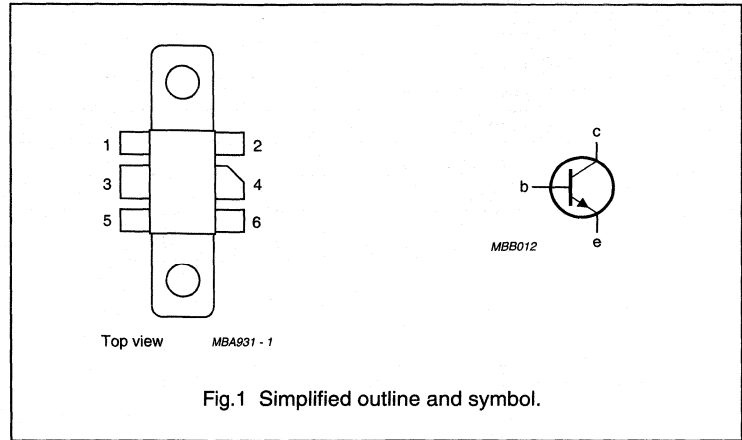 1 2
3 4
5 6
Top view MBA931 - 1
c
b
e
MBB012
Fig.1 Simplified outline and symbol.